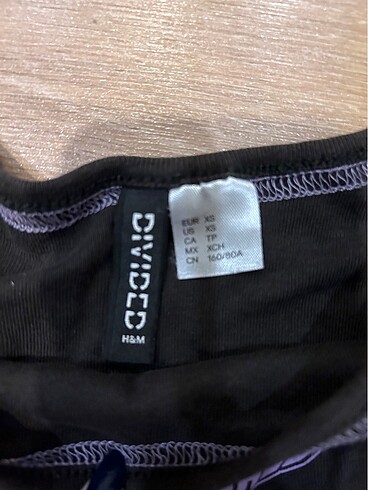 DIVIDED
H&M
EUR XS
US XS
CA TP
MX XCH
CN 160/80A